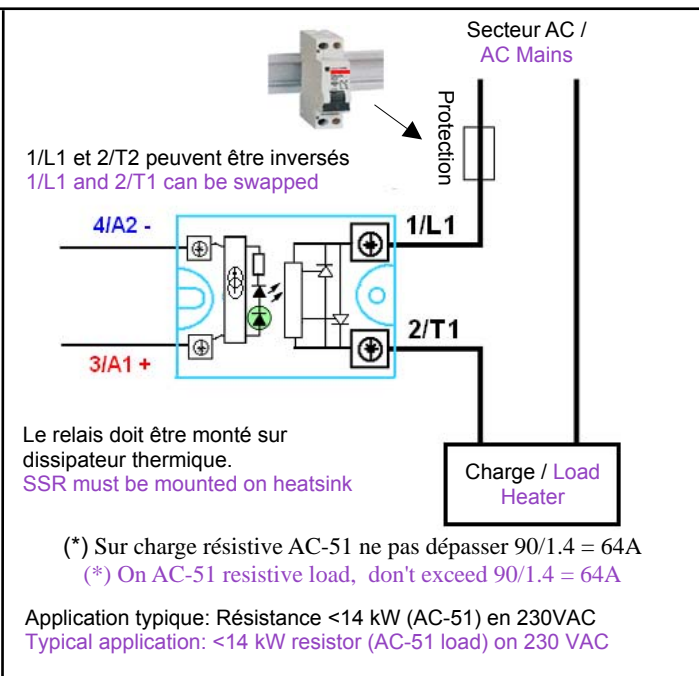 Secteur AC /
AC Mains
Protection
1/L1 et 2/T2 peuvent être inversés
1/L1 and 2/T1 can be swapped
4/A2 -
1/L1
2/T1
3/A1 +
Le relais doit être monté sur
dissipateur thermique.
SSR must be mounted on heatsink
Charge / Load
Heater
(*) Sur charge résistive AC-51 ne pas dépasser 90/1.4 = 64A
(*) On AC-51 resistive load,  don't exceed 90/1.4 = 64A
Application typique: Résistance <14 kW (AC-51) en 230VAC
Typical application: <14 kW resistor (AC-51 load) on 230 VAC